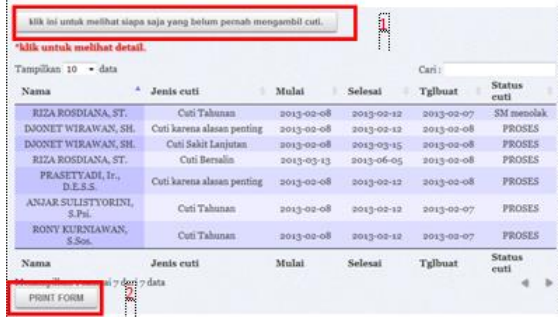 klik ini untuk melihat siapa saja yang belum pernah mengambil cuti.
1
*klik untuk melihat detail.
Tampilkan 10 data
Cari :
Nama Jenis cuti Mulai Selesai Tglbuat Status cuti
RIZA ROSDIANA, ST. Cuti Tahunan 2013-02-08 2013-02-12 2013-02-07 SM menolak
DJONET WIRAWAN, SH. Cuti karena alasan penting 2013-02-08 2013-02-12 2013-02-08 PROSES
DJONET WIRAWAN, SH. Cuti Sakit Lanjutan 2013-02-08 2013-03-15 2013-02-08 PROSES
RIZA ROSDIANA, ST. Cuti Bersalin 2013-03-13 2013-06-05 2013-02-08 PROSES
PRASETYADI, Ir., D.E.S.S. Cuti karena alasan penting 2013-02-08 2013-02-12 2013-02-08 PROSES
ANJAR SULISTYORINI, S.Psi. Cuti Tahunan 2013-02-08 2013-02-12 2013-02-07 PROSES
RONY KURNIAWAN, S.Sos. Cuti Tahunan 2013-02-08 2013-02-12 2013-02-07 PROSES
Nama Jenis cuti Mulai Selesai Tglbuat Status cuti
7 dari 7 data
PRINT FORM
2